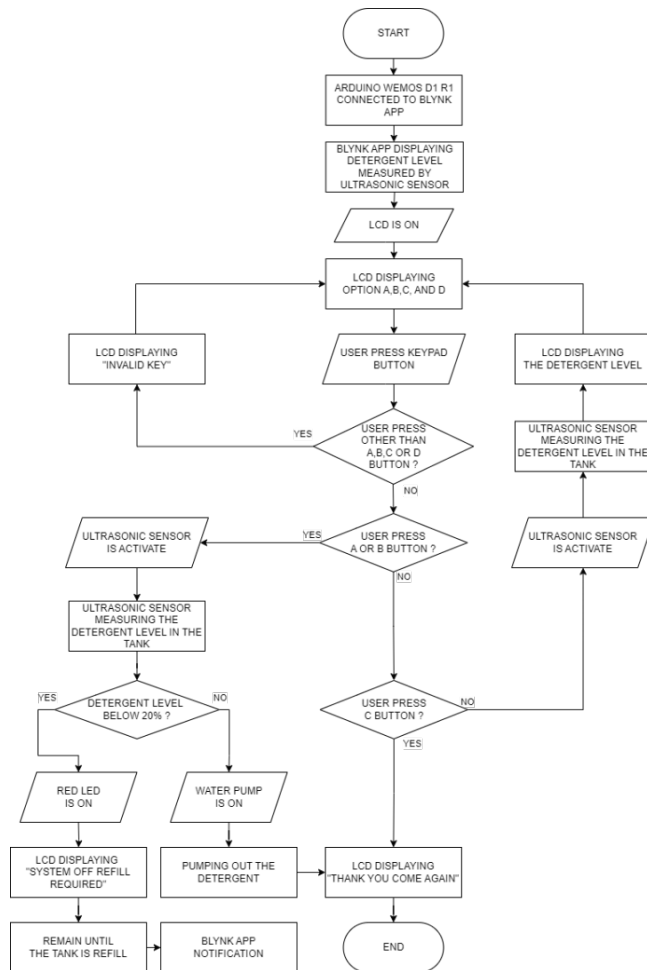 START
ARDUINO WEMOS D1 R1
CONNECTED TO BLYNK
APP
BLYNK APP DISPLAYING
DETERGENT LEVEL
MEASURED BY
ULTRASONIC SENSOR
LCD IS ON
LCD DISPLAYING
OPTION A,B,C, AND D
LCD DISPLAYING
"INVALID KEY"
USER PRESS KEYPAD
BUTTON
LCD DISPLAYING
THE DETERGENT LEVEL
YES
USER PRESS
OTHER THAN
A,B,C OR D
BUTTON ?
NO
ULTRASONIC SENSOR
MEASURING THE
DETERGENT LEVEL IN THE
TANK
ULTRASONIC SENSOR
IS ACTIVATE
YES
USER PRESS
A OR B BUTTON ?
NO
ULTRASONIC SENSOR
IS ACTIVATE
ULTRASONIC SENSOR
MEASURING THE
DETERGENT LEVEL IN THE
TANK
YES
DETERGENT LEVEL
BELOW 20% ?
NO
USER PRESS
C BUTTON ?
NO
YES
RED LED
IS ON
WATER PUMP
IS ON
LCD DISPLAYING
"SYSTEM OFF REFILL
REQUIRED"
PUMPING OUT THE
DETERGENT
LCD DISPLAYING
"THANK YOU COME AGAIN"
REMAIN UNTIL
THE TANK IS REFILL
BLYNK APP
NOTIFICATION
END